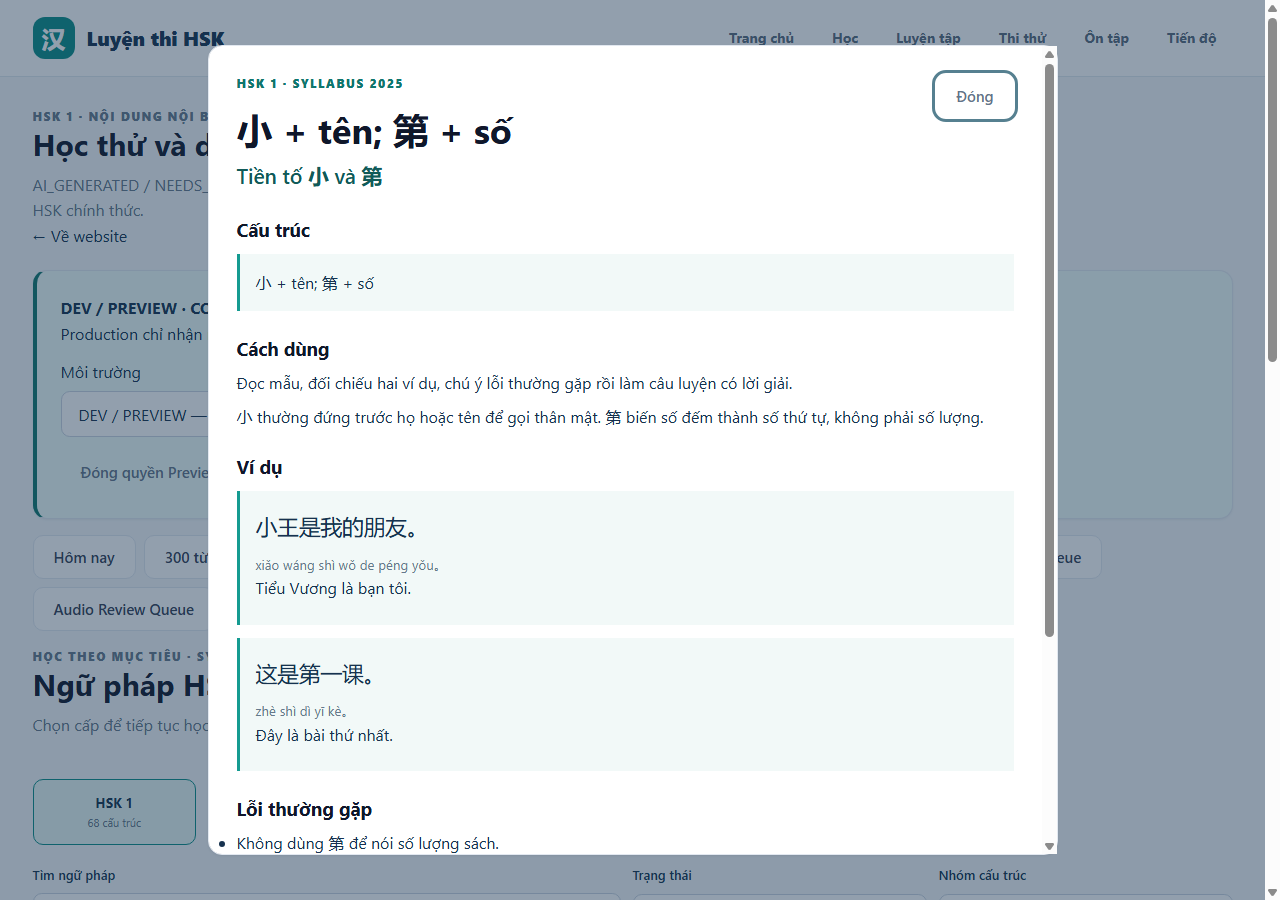 汉 Luyện thi HSK
Trang chủ Học Luyện tập Thi thử Ôn tập Tiến độ
HSK 1 · NỘI DUNG NỘI B
Học thử và d
AI_GENERATED / NEEDS_
HSK chính thức.
← Về website
DEV / PREVIEW · CO
Production chỉ nhận
Môi trường
DEV / PREVIEW —
Đóng quyền Previe
Hôm nay
300 từ
eue
Audio Review Queue
HỌC THEO MỤC TIÊU · SY
Ngữ pháp HS
Chọn cấp để tiếp tục học
HSK 1
68 cấu trúc
Tìm ngữ pháp
Trạng thái
Nhóm cấu trúc
HSK 1 · SYLLABUS 2025
Đóng
小 + tên; 第 + số
Tiền tố 小 và 第
Cấu trúc
小 + tên; 第 + số
Cách dùng
Đọc mẫu, đối chiếu hai ví dụ, chú ý lỗi thường gặp rồi làm câu luyện có lời giải.
小 thường đứng trước họ hoặc tên để gọi thân mật. 第 biến số đếm thành số thứ tự, không phải số lượng.
Ví dụ
小王是我的朋友。
xiǎo wáng shì wǒ de péng yǒu。
Tiểu Vương là bạn tôi.
这是第一课。
zhè shì dì yī kè。
Đây là bài thứ nhất.
Lỗi thường gặp
• Không dùng 第 để nói số lượng sách.